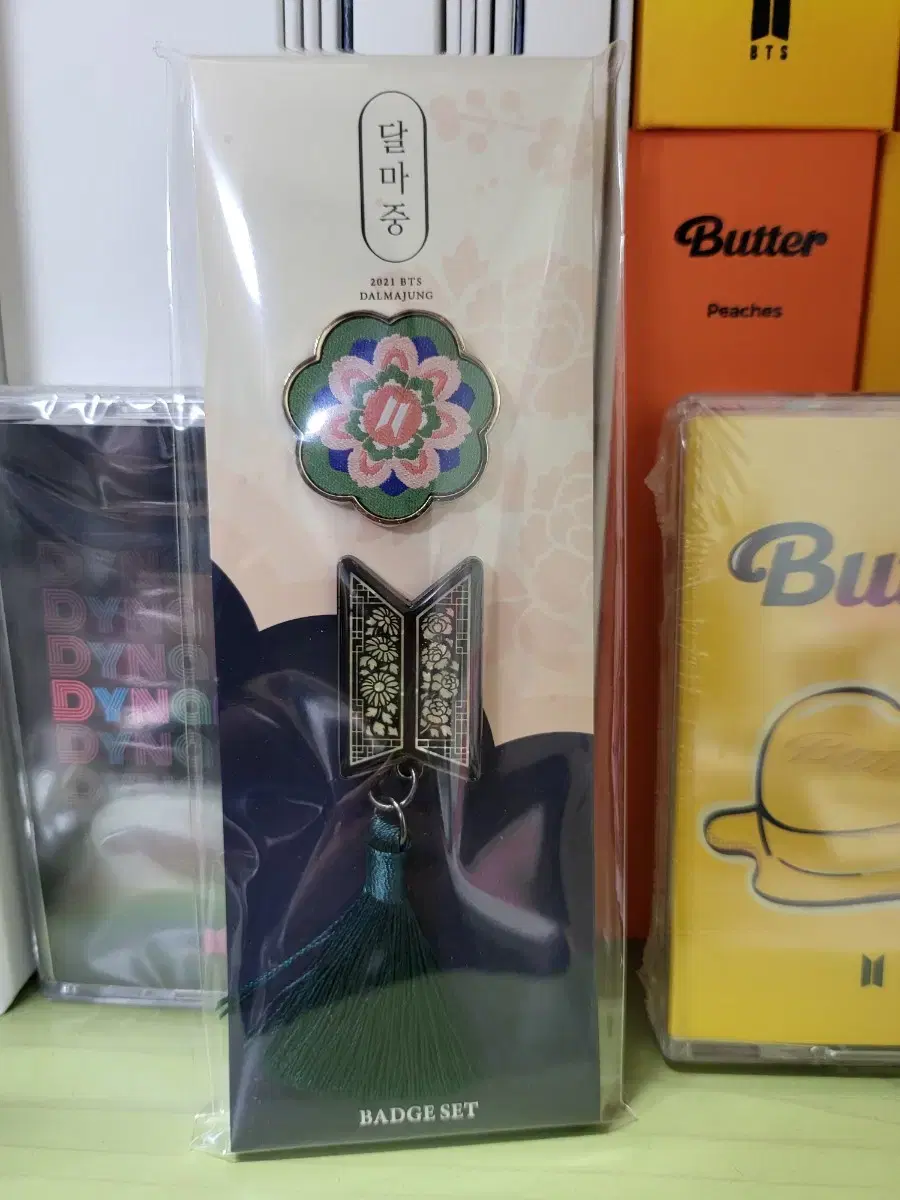 달마중
2021 BTS
DALMAJUNG
BADGE SET
BTS
Butter
Peaches
Bu
DYNA
DYNA
DYNA
DYNA
DYNA